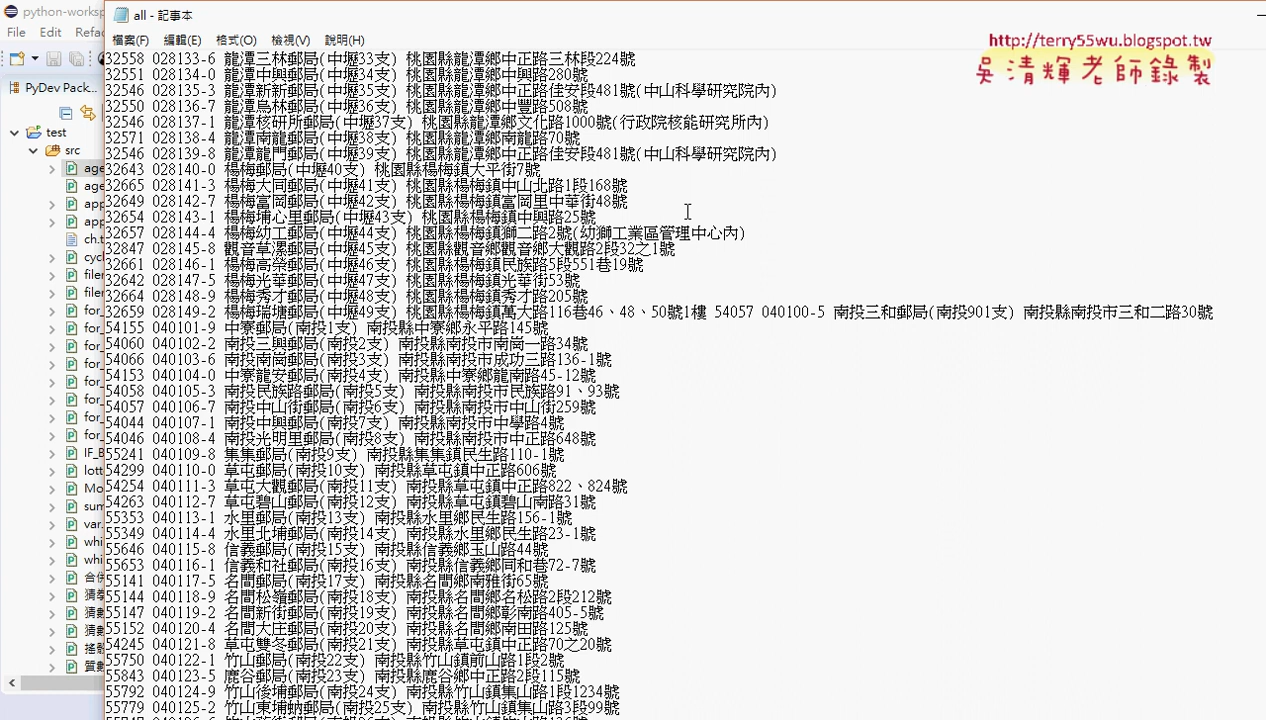 python-worksp
File Edit Refa
PyDev Pack...
test
src
age
age
app
app
ch.t
cycl
filer
filer
for_
for_
for_
for_
for_
for_
for_
for_
IF_B
lotte
Mo
sum
var.
whi
whi
合併
猜拳
猜數
猜數
搖骰
質數
all - 記事本
檔案(F) 編輯(E) 格式(O) 檢視(V) 說明(H)
http://terry55wu.blogspot.tw
吳清輝老師錄製
32558 028133-6 龍潭三林郵局(中壢33支) 桃園縣龍潭鄉中正路三林段224號
32551 028134-0 龍潭中興郵局(中壢34支) 桃園縣龍潭鄉中興路280號
32546 028135-3 龍潭新新郵局(中壢35支) 桃園縣龍潭鄉中正路佳安段481號(中山科學研究院內)
32550 028136-7 龍潭烏林郵局(中壢36支) 桃園縣龍潭鄉中豐路508號
32546 028137-1 龍潭核研所郵局(中壢37支) 桃園縣龍潭鄉文化路1000號(行政院核能研究所內)
32571 028138-4 龍潭南龍郵局(中壢38支) 桃園縣龍潭鄉南龍路70號
32546 028139-8 龍潭龍門郵局(中壢39支) 桃園縣龍潭鄉中正路佳安段481號(中山科學研究院內)
32643 028140-0 楊梅郵局(中壢40支) 桃園縣楊梅鎮大平街7號
32665 028141-3 楊梅大同郵局(中壢41支) 桃園縣楊梅鎮中山北路1段168號
32649 028142-7 楊梅富岡郵局(中壢42支) 桃園縣楊梅鎮富岡里中華街48號
32654 028143-1 楊梅埔心里郵局(中壢43支) 桃園縣楊梅鎮中興路25號
32657 028144-4 楊梅幼工郵局(中壢44支) 桃園縣楊梅鎮獅二路2號(幼獅工業區管理中心內)
32847 028145-8 觀音草漯郵局(中壢45支) 桃園縣觀音鄉觀音鄉大觀路2段32之1號
32661 028146-1 楊梅高榮郵局(中壢46支) 桃園縣楊梅鎮民族路5段551巷19號
32642 028147-5 楊梅光華郵局(中壢47支) 桃園縣楊梅鎮光華街53號
32664 028148-9 楊梅秀才郵局(中壢48支) 桃園縣楊梅鎮秀才路205號
32659 028149-2 楊梅瑞塘郵局(中壢49支) 桃園縣楊梅鎮萬大路116巷46、48、50號1樓 54057 040100-5 南投三和郵局(南投901支) 南投縣南投市三和二路30號
54155 040101-9 中寮郵局(南投1支) 南投縣中寮鄉永平路145號
54060 040102-2 南投三興郵局(南投2支) 南投縣南投市南崗一路34號
54066 040103-6 南投南崗郵局(南投3支) 南投縣南投市成功三路136-1號
54153 040104-0 中寮龍安郵局(南投4支) 南投縣中寮鄉龍南路45-12號
54058 040105-3 南投民族路郵局(南投5支) 南投縣南投市民族路91、93號
54057 040106-7 南投中山街郵局(南投6支) 南投縣南投市中山街259號
54044 040107-1 南投中興郵局(南投7支) 南投縣南投市中學路4號
54046 040108-4 南投光明里郵局(南投8支) 南投縣南投市中正路648號
55241 040109-8 集集郵局(南投9支) 南投縣集集鎮民生路110-1號
54299 040110-0 草屯郵局(南投10支) 南投縣草屯鎮中正路606號
54254 040111-3 草屯大觀郵局(南投11支) 南投縣草屯鎮中正路822、824號
54263 040112-7 草屯碧山郵局(南投12支) 南投縣草屯鎮碧山南路31號
55353 040113-1 水里郵局(南投13支) 南投縣水里鄉民生路156-1號
55349 040114-4 水里北埔郵局(南投14支) 南投縣水里鄉民生路23-1號
55646 040115-8 信義郵局(南投15支) 南投縣信義鄉玉山路44號
55653 040116-1 信義和社郵局(南投16支) 南投縣信義鄉同和巷72-7號
55141 040117-5 名間郵局(南投17支) 南投縣名間鄉南雅街65號
55144 040118-9 名間松嶺郵局(南投18支) 南投縣名間鄉名松路2段212號
55147 040119-2 名間新街郵局(南投19支) 南投縣名間鄉彰南路405-5號
55152 040120-4 名間大庄郵局(南投20支) 南投縣名間鄉南田路125號
54245 040121-8 草屯雙冬郵局(南投21支) 南投縣草屯鎮中正路70之20號
55750 040122-1 竹山郵局(南投22支) 南投縣竹山鎮前山路1段2號
55843 040123-5 鹿谷郵局(南投23支) 南投縣鹿谷鄉中正路2段115號
55792 040124-9 竹山後埔郵局(南投24支) 南投縣竹山鎮集山路1段1234號
55779 040125-2 竹山東埔蚋郵局(南投25支) 南投縣竹山鎮集山路3段99號